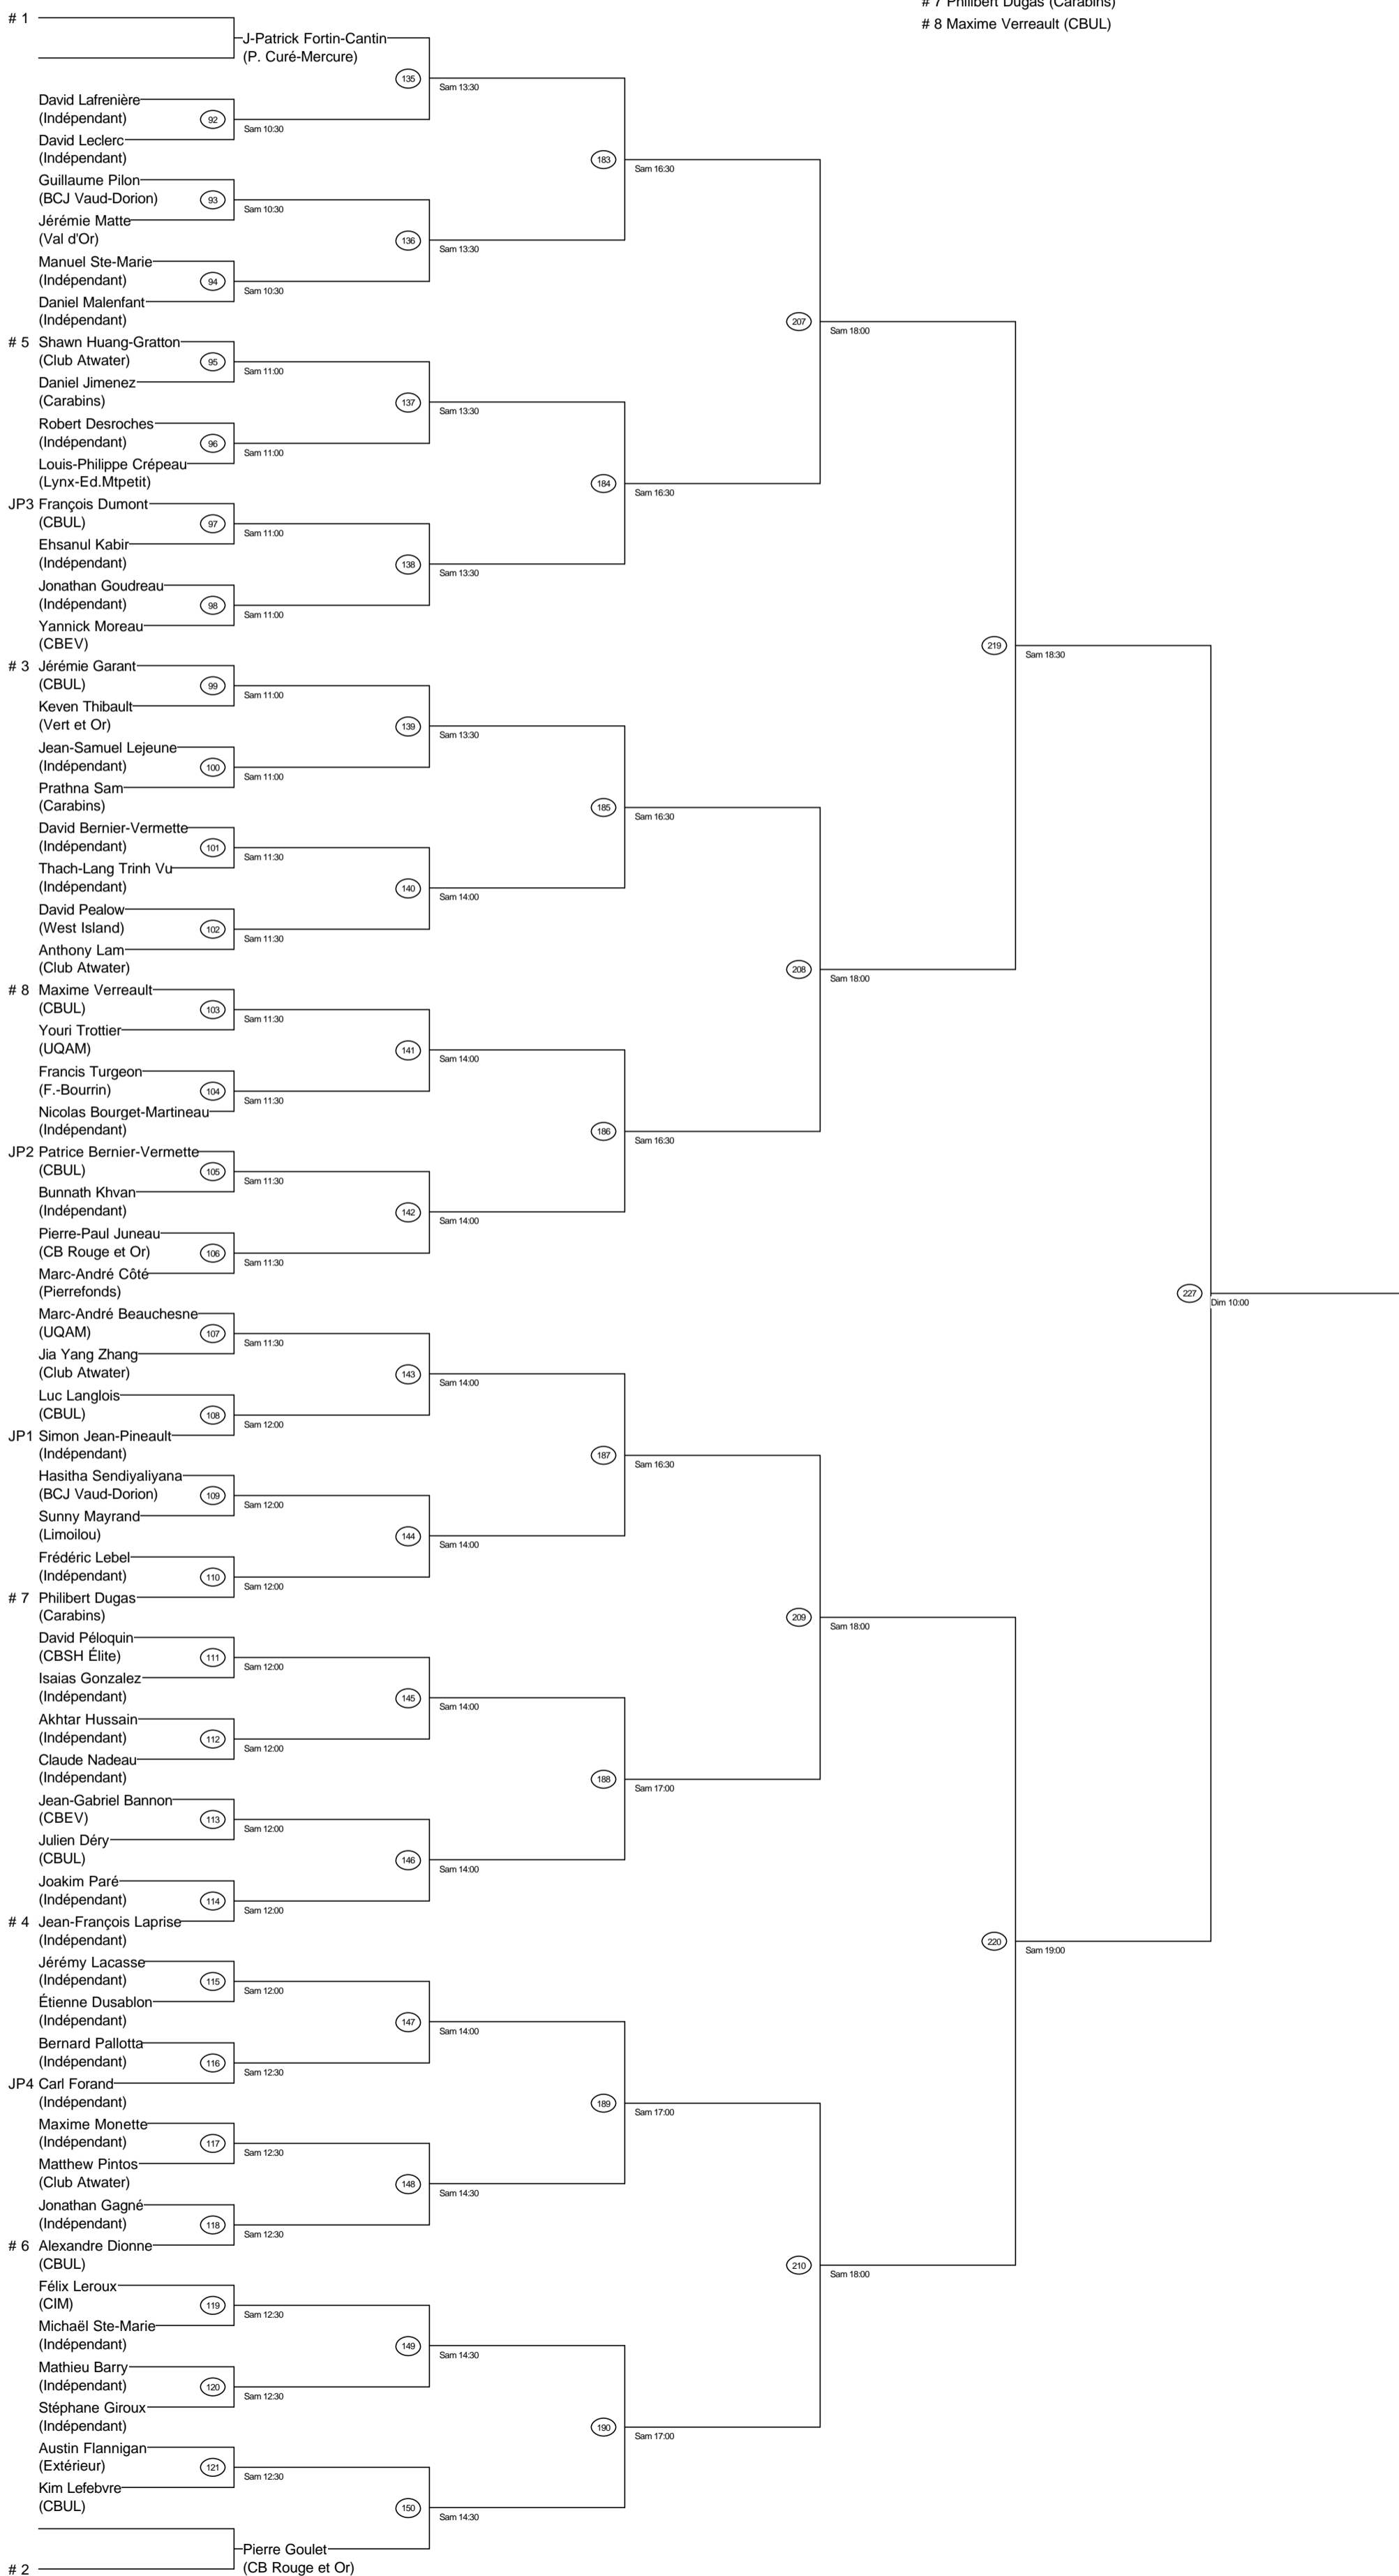 # 7 Philibert Dugas (Carabins)
# 8 Maxime Verreault (CBUL)
# 1
J-Patrick Fortin-Cantin
(P. Curé-Mercure)
135
Sam 13:30
David Lafrenière
(Indépendant)
92
Sam 10:30
David Leclerc
(Indépendant)
183
Sam 16:30
Guillaume Pilon
(BCJ Vaud-Dorion)
93
Sam 10:30
Jérémie Matte
(Val d'Or)
136
Sam 13:30
Manuel Ste-Marie
(Indépendant)
94
Sam 10:30
Daniel Malenfant
(Indépendant)
207
Sam 18:00
# 5 Shawn Huang-Gratton
(Club Atwater)
95
Sam 11:00
Daniel Jimenez
(Carabins)
137
Sam 13:30
Robert Desroches
(Indépendant)
96
Sam 11:00
Louis-Philippe Crépeau
(Lynx-Ed.Mtpetit)
184
Sam 16:30
JP3 François Dumont
(CBUL)
97
Sam 11:00
Ehsanul Kabir
(Indépendant)
138
Sam 13:30
Jonathan Goudreau
(Indépendant)
98
Sam 11:00
Yannick Moreau
(CBEV)
219
Sam 18:30
# 3 Jérémie Garant
(CBUL)
99
Sam 11:00
Keven Thibault
(Vert et Or)
139
Sam 13:30
Jean-Samuel Lejeune
(Indépendant)
100
Sam 11:00
Prathna Sam
(Carabins)
185
Sam 16:30
David Bernier-Vermette
(Indépendant)
101
Sam 11:30
Thach-Lang Trinh Vu
(Indépendant)
140
Sam 14:00
David Pealow
(West Island)
102
Sam 11:30
Anthony Lam
(Club Atwater)
208
Sam 18:00
# 8 Maxime Verreault
(CBUL)
103
Sam 11:30
Youri Trottier
(UQAM)
141
Sam 14:00
Francis Turgeon
(F.-Bourrin)
104
Sam 11:30
Nicolas Bourget-Martineau
(Indépendant)
186
Sam 16:30
JP2 Patrice Bernier-Vermette
(CBUL)
105
Sam 11:30
Bunnath Khvan
(Indépendant)
142
Sam 14:00
Pierre-Paul Juneau
(CB Rouge et Or)
106
Sam 11:30
Marc-André Côté
(Pierrefonds)
227
Dim 10:00
Marc-André Beauchesne
(UQAM)
107
Sam 11:30
Jia Yang Zhang
(Club Atwater)
143
Sam 14:00
Luc Langlois
(CBUL)
108
Sam 12:00
JP1 Simon Jean-Pineault
(Indépendant)
187
Sam 16:30
Hasitha Sendiyaliyana
(BCJ Vaud-Dorion)
109
Sam 12:00
Sunny Mayrand
(Limoilou)
144
Sam 14:00
Frédéric Lebel
(Indépendant)
110
Sam 12:00
# 7 Philibert Dugas
(Carabins)
209
Sam 18:00
David Péloquin
(CBSH Élite)
111
Sam 12:00
Isaias Gonzalez
(Indépendant)
145
Sam 14:00
Akhtar Hussain
(Indépendant)
112
Sam 12:00
Claude Nadeau
(Indépendant)
188
Sam 17:00
Jean-Gabriel Bannon
(CBEV)
113
Sam 12:00
Julien Déry
(CBUL)
146
Sam 14:00
Joakim Paré
(Indépendant)
114
Sam 12:00
# 4 Jean-François Laprise
(Indépendant)
220
Sam 19:00
Jérémy Lacasse
(Indépendant)
115
Sam 12:00
Étienne Dusablon
(Indépendant)
147
Sam 14:00
Bernard Pallotta
(Indépendant)
116
Sam 12:30
JP4 Carl Forand
(Indépendant)
189
Sam 17:00
Maxime Monette
(Indépendant)
117
Sam 12:30
Matthew Pintos
(Club Atwater)
148
Sam 14:30
Jonathan Gagné
(Indépendant)
118
Sam 12:30
# 6 Alexandre Dionne
(CBUL)
210
Sam 18:00
Félix Leroux
(CIM)
119
Sam 12:30
Michaël Ste-Marie
(Indépendant)
149
Sam 14:30
Mathieu Barry
(Indépendant)
120
Sam 12:30
Stéphane Giroux
(Indépendant)
190
Sam 17:00
Austin Flannigan
(Extérieur)
121
Sam 12:30
Kim Lefebvre
(CBUL)
150
Sam 14:30
Pierre Goulet
(CB Rouge et Or)
# 2